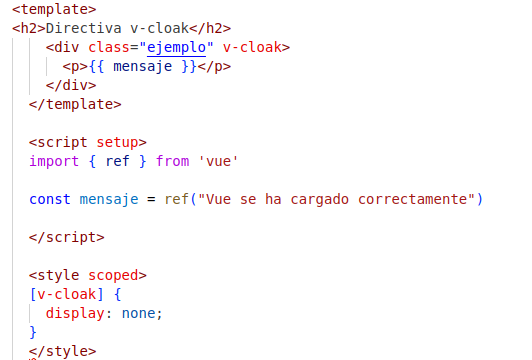 <template>
<h2>Directiva v-cloak</h2>
<div class="ejemplo" v-cloak>
<p>{{ mensaje }}</p>
</div>
</template>
<script setup>
import { ref } from 'vue'
const mensaje = ref("Vue se ha cargado correctamente")
</script>
<style scoped>
[v-cloak] {
display: none;
}
</style>